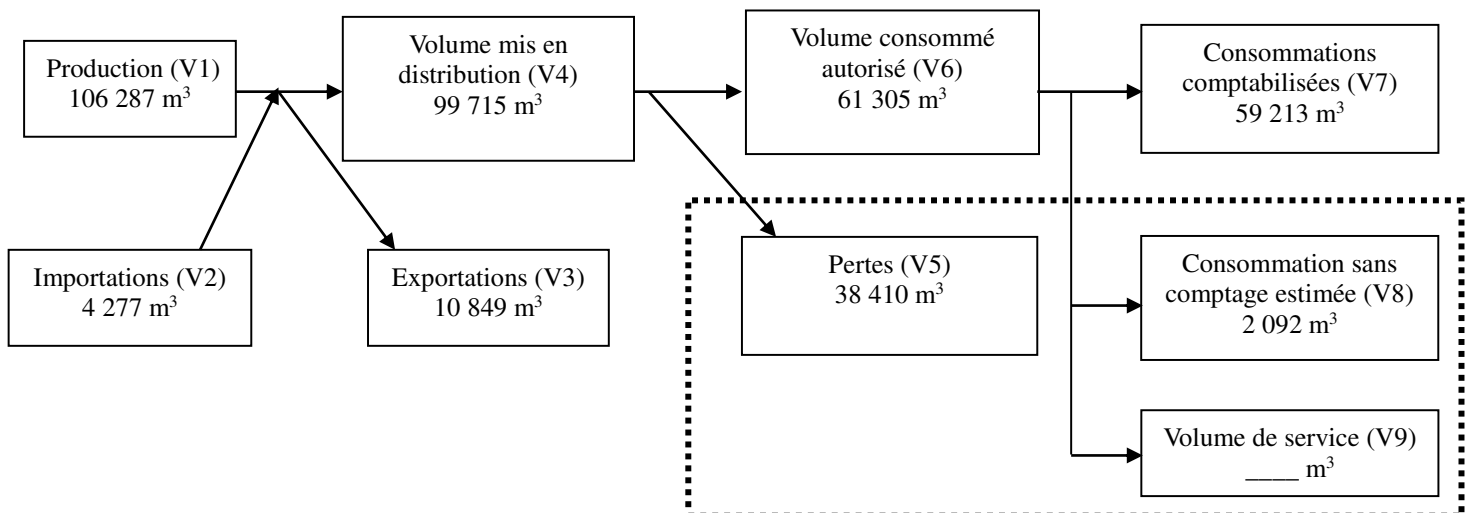 Production (V1)
106 287 m³
Volume mis en
distribution (V4)
99 715 m³
Volume consommé
autorisé (V6)
61 305 m³
Consommations
comptabilisées (V7)
59 213 m³
Importations (V2)
4 277 m³
Exportations (V3)
10 849 m³
Pertes (V5)
38 410 m³
Consommation sans
comptage estimée (V8)
2 092 m³
Volume de service (V9)
____ m³